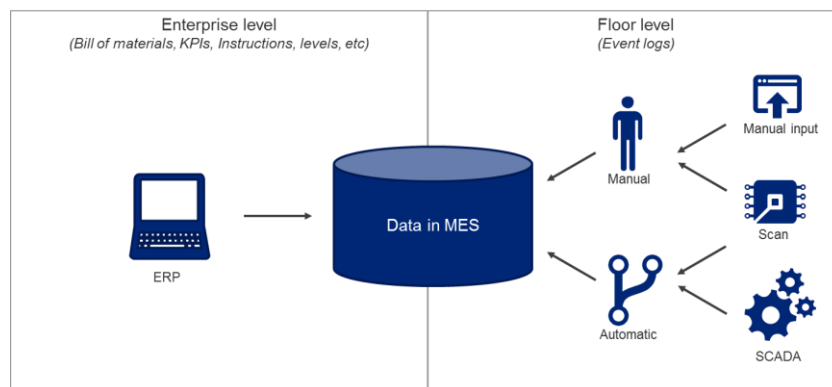 Enterprise level
(Bill of materials, KPIs, Instructions, levels, etc)
Floor level
(Event logs)
ERP
Data in MES
Manual
Automatic
Manual input
Scan
SCADA